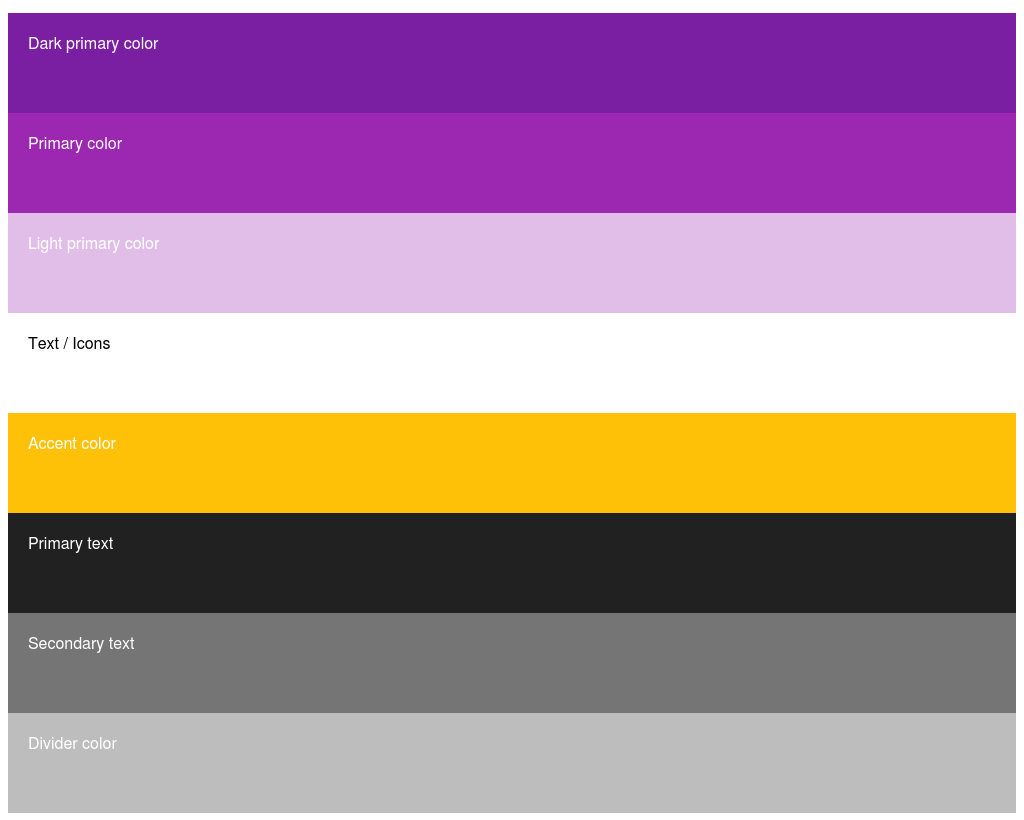 Dark primary color
Primary color
Light primary color
Text / Icons
Accent color
Primary text
Secondary text
Divider color